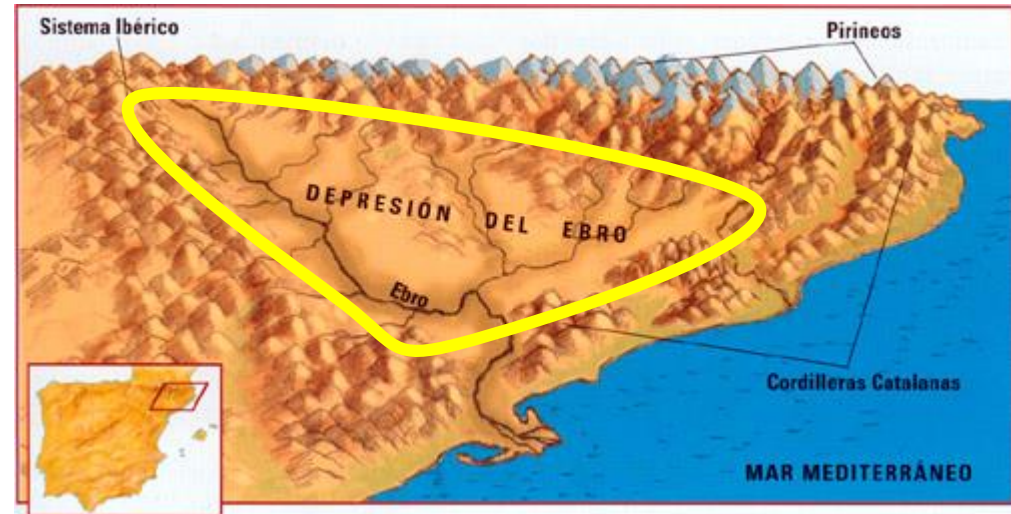 Sistema Ibérico
Pirineos
DEPRESIÓN DEL EBRO
Ebro
Cordilleras Catalanas
MAR MEDITERRÁNEO